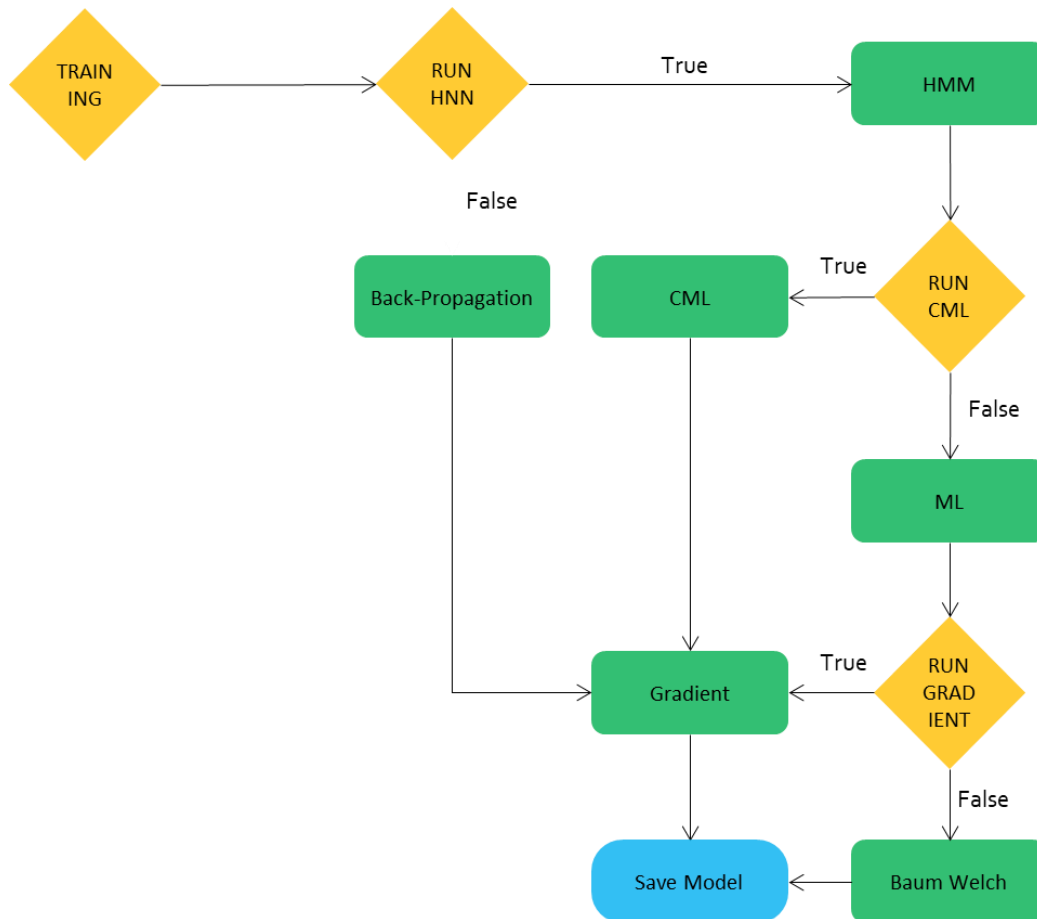 TRAIN
ING
RUN
HNN
True
HMM
False
Back-Propagation
CML
True
RUN
CML
False
ML
Gradient
True
RUN
GRAD
IENT
False
Save Model
Baum Welch